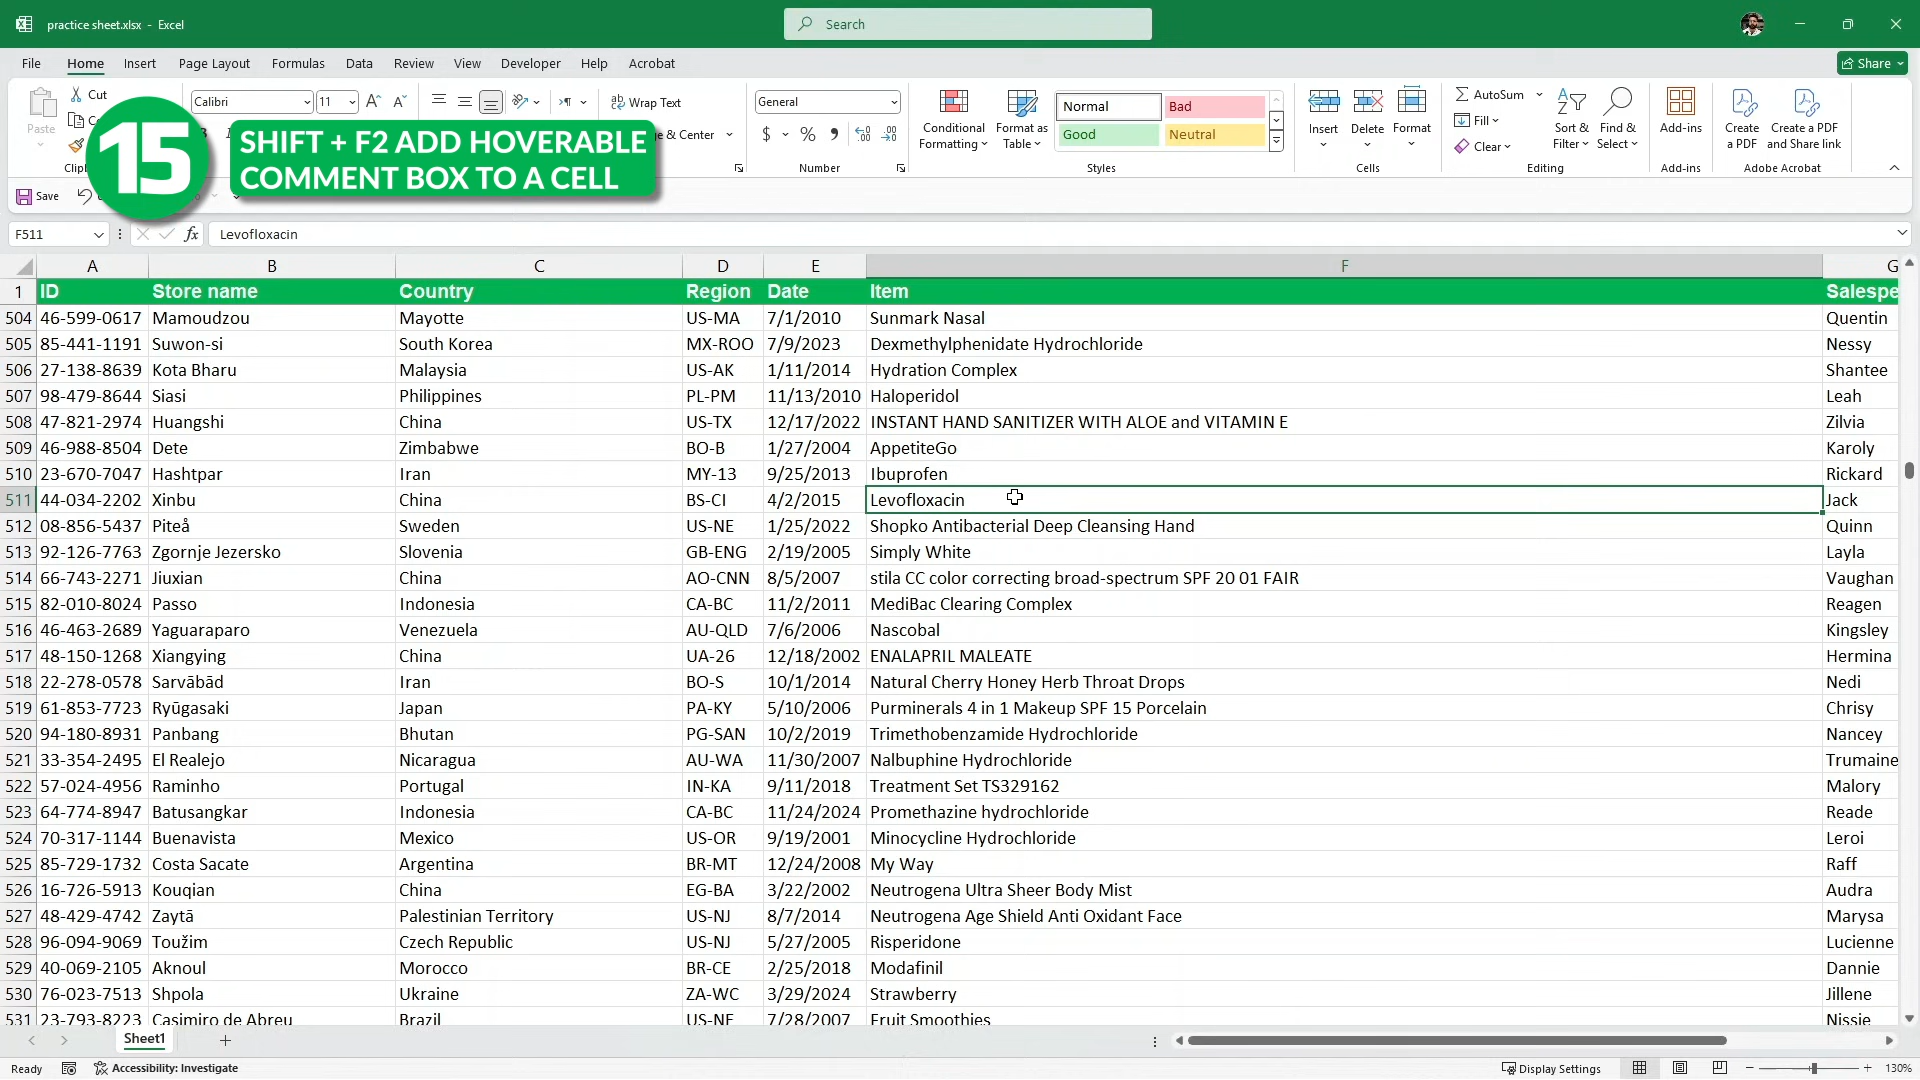 practice sheet.xlsx - Excel
Search
File Home Insert Page Layout Formulas Data Review View Developer Help Acrobat
Share
Paste
Cut
Calibri 11
Wrap Text
General
Conditional Formatting
Format as Table
Normal Bad
Good Neutral
Insert Delete Format
AutoSum
Fill
Clear
Sort & Filter
Find & Select
Add-ins
Create a PDF
Create a PDF and Share link
Number Styles Cells Editing Add-ins Adobe Acrobat
15
SHIFT + F2 ADD HOVERABLE
COMMENT BOX TO A CELL
Save
F511 fx Levofloxacin
A B C D E F G
1 ID Store name Country Region Date Item Salespe
504 46-599-0617 Mamoudzou Mayotte US-MA 7/1/2010 Sunmark Nasal Quentin
505 85-441-1191 Suwon-si South Korea MX-ROO 7/9/2023 Dexmethylphenidate Hydrochloride Nessy
506 27-138-8639 Kota Bharu Malaysia US-AK 1/11/2014 Hydration Complex Shantee
507 98-479-8644 Siasi Philippines PL-PM 11/13/2010 Haloperidol Leah
508 47-821-2974 Huangshi China US-TX 12/17/2022 INSTANT HAND SANITIZER WITH ALOE and VITAMIN E Zilvia
509 46-988-8504 Dete Zimbabwe BO-B 1/27/2004 AppetiteGo Karoly
510 23-670-7047 Hashtpar Iran MY-13 9/25/2013 Ibuprofen Rickard
511 44-034-2202 Xinbu China BS-CI 4/2/2015 Levofloxacin Jack
512 08-856-5437 Piteå Sweden US-NE 1/25/2022 Shopko Antibacterial Deep Cleansing Hand Quinn
513 92-126-7763 Zgornje Jezersko Slovenia GB-ENG 2/19/2005 Simply White Layla
514 66-743-2271 Jiuxian China AO-CNN 8/5/2007 stila CC color correcting broad-spectrum SPF 20 01 FAIR Vaughan
515 82-010-8024 Passo Indonesia CA-BC 11/2/2011 MediBac Clearing Complex Reagen
516 46-463-2689 Yaguaraparo Venezuela AU-QLD 7/6/2006 Nascobal Kingsley
517 48-150-1268 Xiangying China UA-26 12/18/2002 ENALAPRIL MALEATE Hermina
518 22-278-0578 Sarvābād Iran BO-S 10/1/2014 Natural Cherry Honey Herb Throat Drops Nedi
519 61-853-7723 Ryūgasaki Japan PA-KY 5/10/2006 Purminerals 4 in 1 Makeup SPF 15 Porcelain Chrisy
520 94-180-8931 Panbang Bhutan PG-SAN 10/2/2019 Trimethobenzamide Hydrochloride Nancey
521 33-354-2495 El Realejo Nicaragua AU-WA 11/30/2007 Nalbuphine Hydrochloride Trumaine
522 57-024-4956 Raminho Portugal IN-KA 9/11/2018 Treatment Set TS329162 Malory
523 64-774-8947 Batusangkar Indonesia CA-BC 11/24/2024 Promethazine hydrochloride Reade
524 70-317-1144 Buenavista Mexico US-OR 9/19/2001 Minocycline Hydrochloride Leroi
525 85-729-1732 Costa Sacate Argentina BR-MT 12/24/2008 My Way Raff
526 16-726-5913 Kouqian China EG-BA 3/22/2002 Neutrogena Ultra Sheer Body Mist Audra
527 48-429-4742 Zaytā Palestinian Territory US-NJ 8/7/2014 Neutrogena Age Shield Anti Oxidant Face Marysa
528 96-094-9069 Toužim Czech Republic US-NJ 5/27/2005 Risperidone Lucienne
529 40-069-2105 Aknoul Morocco BR-CE 2/25/2018 Modafinil Dannie
530 76-023-7513 Shpola Ukraine ZA-WC 3/29/2024 Strawberry Jillene
531 23-793-8223 Casimiro de Abreu Brazil US-NE 7/28/2007 Fruit Smoothies Nissie
Sheet1
Ready Accessibility: Investigate Display Settings 130%